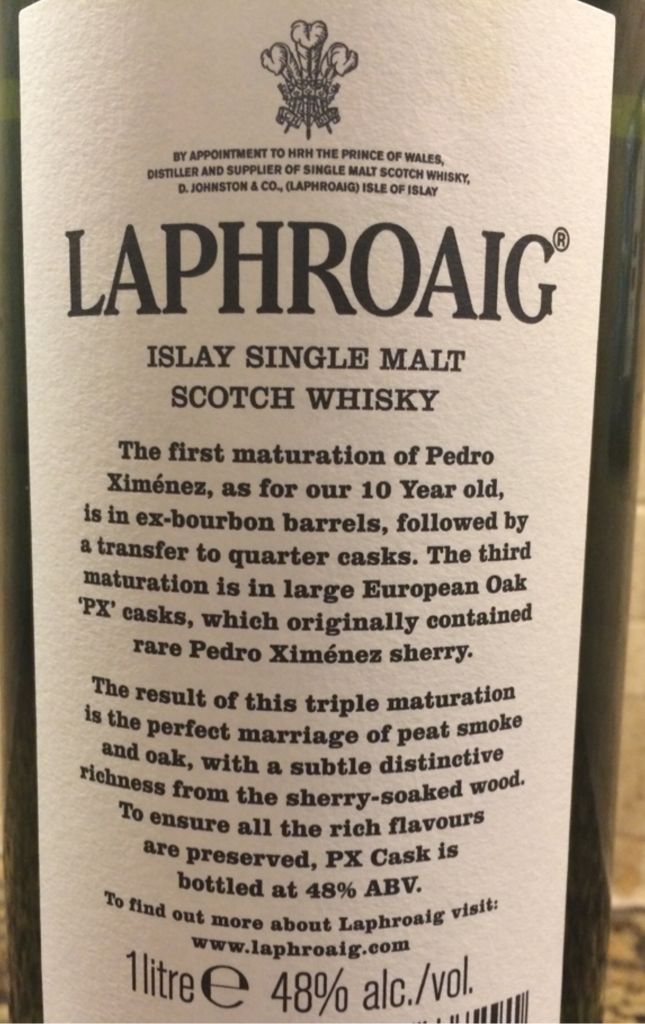 BY APPOINTMENT TO HRH THE PRINCE OF WALES,
DISTILLER AND SUPPLIER OF SINGLE MALT SCOTCH WHISKY,
D. JOHNSTON & CO., (LAPHROAIG) ISLE OF ISLAY
LAPHROAIG®
ISLAY SINGLE MALT
SCOTCH WHISKY
The first maturation of Pedro
Ximénez, as for our 10 Year old,
is in ex-bourbon barrels, followed by
a transfer to quarter casks. The third
maturation is in large European Oak
'PX' casks, which originally contained
rare Pedro Ximénez sherry.
The result of this triple maturation
is the perfect marriage of peat smoke
and oak, with a subtle distinctive
richness from the sherry-soaked wood.
To ensure all the rich flavours
are preserved, PX Cask is
bottled at 48% ABV.
To find out more about Laphroaig visit:
www.laphroaig.com
1 litre ℮ 48% alc./vol.